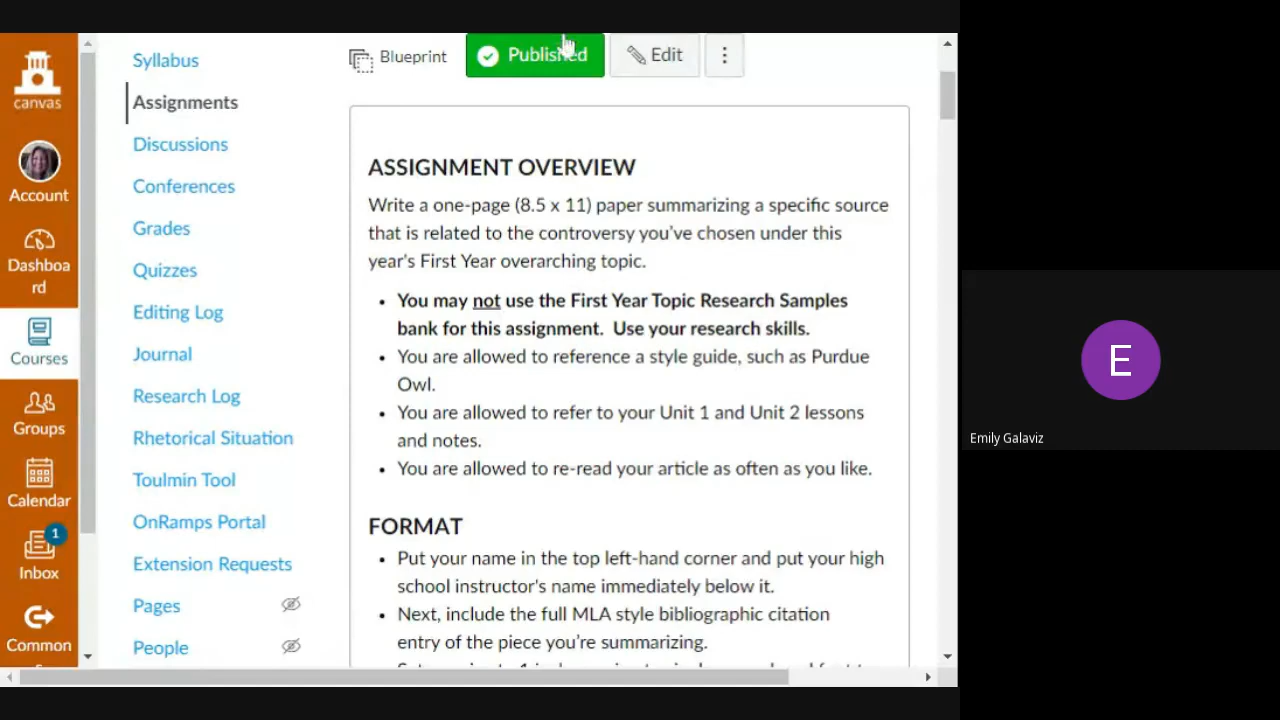 canvas
Account
Dashboa
rd
Courses
Groups
Calendar
1
Inbox
Common
Syllabus
Assignments
Discussions
Conferences
Grades
Quizzes
Editing Log
Journal
Research Log
Rhetorical Situation
Toulmin Tool
OnRamps Portal
Extension Requests
Pages
People
Blueprint
Published
Edit
ASSIGNMENT OVERVIEW
Write a one-page (8.5 x 11) paper summarizing a specific source
that is related to the controversy you've chosen under this
year's First Year overarching topic.
• You may not use the First Year Topic Research Samples
bank for this assignment. Use your research skills.
• You are allowed to reference a style guide, such as Purdue
Owl.
• You are allowed to refer to your Unit 1 and Unit 2 lessons
and notes.
• You are allowed to re-read your article as often as you like.
FORMAT
• Put your name in the top left-hand corner and put your high
school instructor's name immediately below it.
• Next, include the full MLA style bibliographic citation
entry of the piece you're summarizing.
E
Emily Galaviz